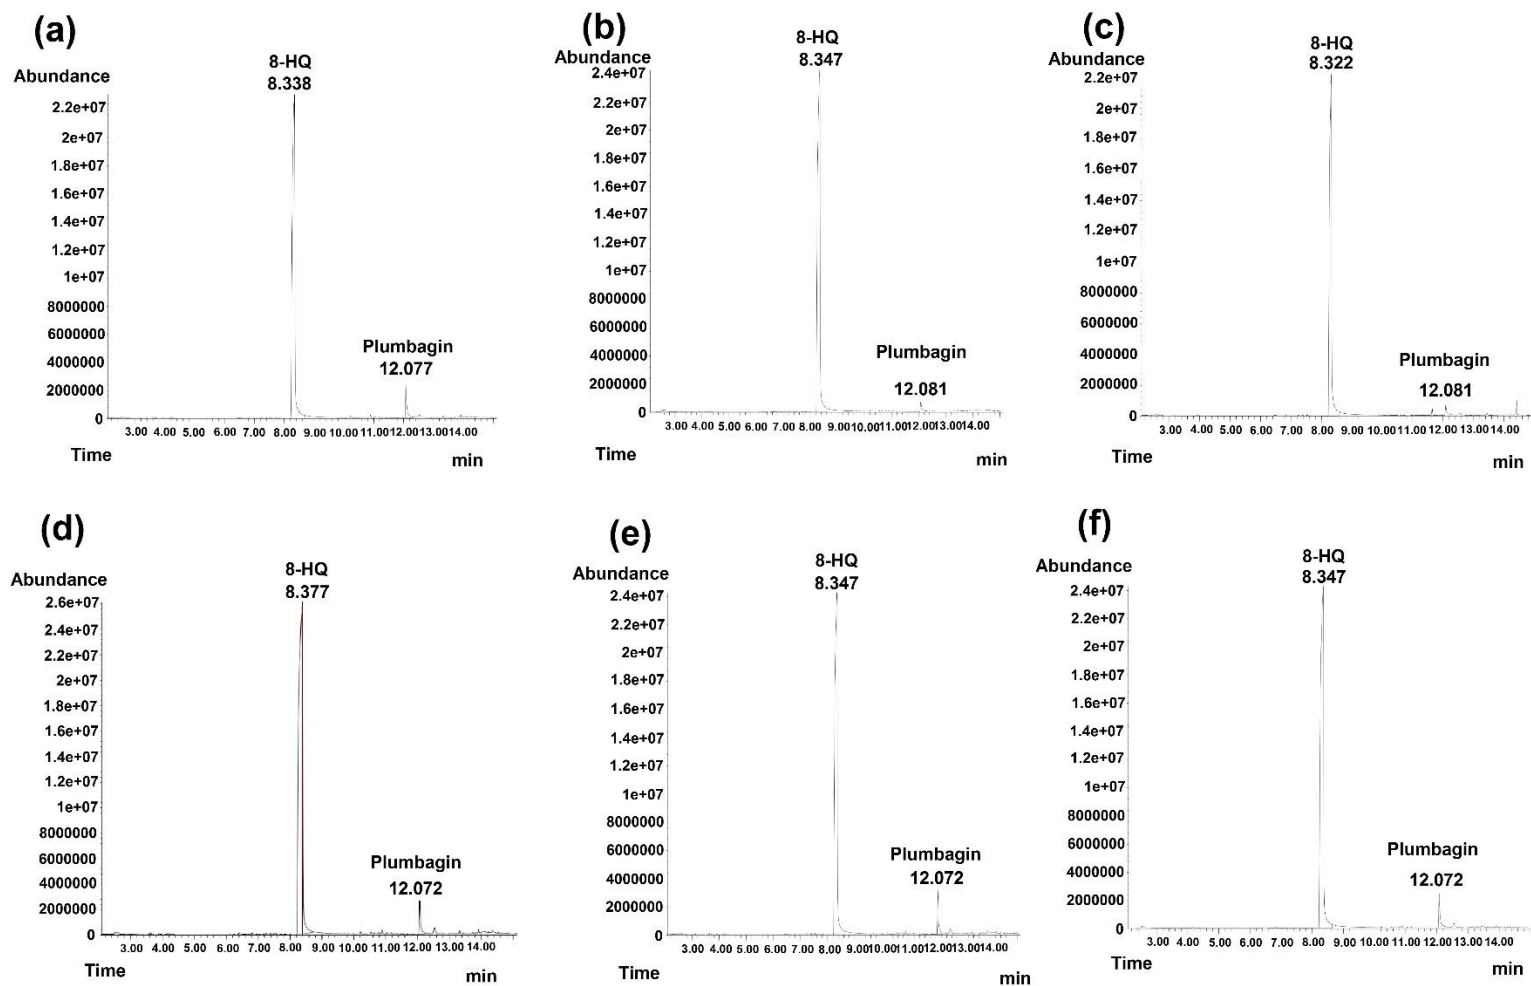 (a)
8-HQ
8.338
Abundance
2.2e+07
2e+07
1.8e+07
1.6e+07
1.4e+07
1.2e+07
1e+07
8000000
6000000
4000000
2000000
0
Plumbagin
12.077
3.00 4.00 5.00 6.00 7.00 8.00 9.00 10.00 11.00 12.00 13.00 14.00
Time
min
(b)
8-HQ
8.347
Abundance
2.4e+07
2.2e+07
2e+07
1.8e+07
1.6e+07
1.4e+07
1.2e+07
1e+07
8000000
6000000
4000000
2000000
0
Plumbagin
12.081
3.00 4.00 5.00 6.00 7.00 8.00 9.00 10.00 11.00 12.00 13.00 14.00
Time
min
(c)
8-HQ
8.322
Abundance
2.2e+07
2e+07
1.8e+07
1.6e+07
1.4e+07
1.2e+07
1e+07
8000000
6000000
4000000
2000000
0
Plumbagin
12.081
3.00 4.00 5.00 6.00 7.00 8.00 9.00 10.00 11.00 12.00 13.00 14.00
Time
min
(d)
8-HQ
8.377
Abundance
2.6e+07
2.4e+07
2.2e+07
2e+07
1.8e+07
1.6e+07
1.4e+07
1.2e+07
1e+07
8000000
6000000
4000000
2000000
0
Plumbagin
12.072
3.00 4.00 5.00 6.00 7.00 8.00 9.00 10.00 11.00 12.00 13.00 14.00
Time
min
(e)
8-HQ
8.347
Abundance
2.4e+07
2.2e+07
2e+07
1.8e+07
1.6e+07
1.4e+07
1.2e+07
1e+07
8000000
6000000
4000000
2000000
0
Plumbagin
12.072
3.00 4.00 5.00 6.00 7.00 8.00 9.00 10.00 11.00 12.00 13.00 14.00
Time
min
(f)
8-HQ
8.347
Abundance
2.4e+07
2.2e+07
2e+07
1.8e+07
1.6e+07
1.4e+07
1.2e+07
1e+07
8000000
6000000
4000000
2000000
0
Plumbagin
12.072
3.00 4.00 5.00 6.00 7.00 8.00 9.00 10.00 11.00 12.00 13.00 14.00
Time
min